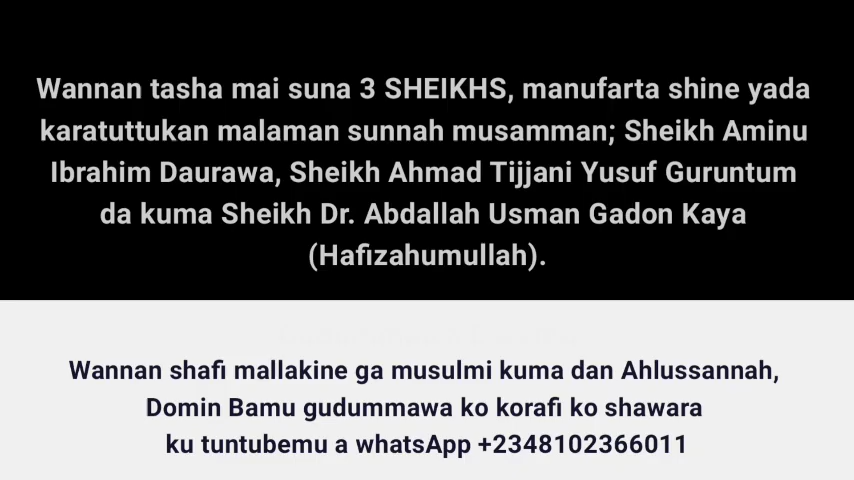 Wannan tasha mai suna 3 SHEIKHS, manufarta shine yada
karatuttukan malaman sunnah musamman; Sheikh Aminu
Ibrahim Daurawa, Sheikh Ahmad Tijjani Yusuf Guruntum
da kuma Sheikh Dr. Abdallah Usman Gadon Kaya
(Hafizahumullah).
Wannan shafi mallakine ga musulmi kuma dan Ahlussannah,
Domin Bamu gudummawa ko korafi ko shawara
ku tuntubemu a whatsApp +2348102366011